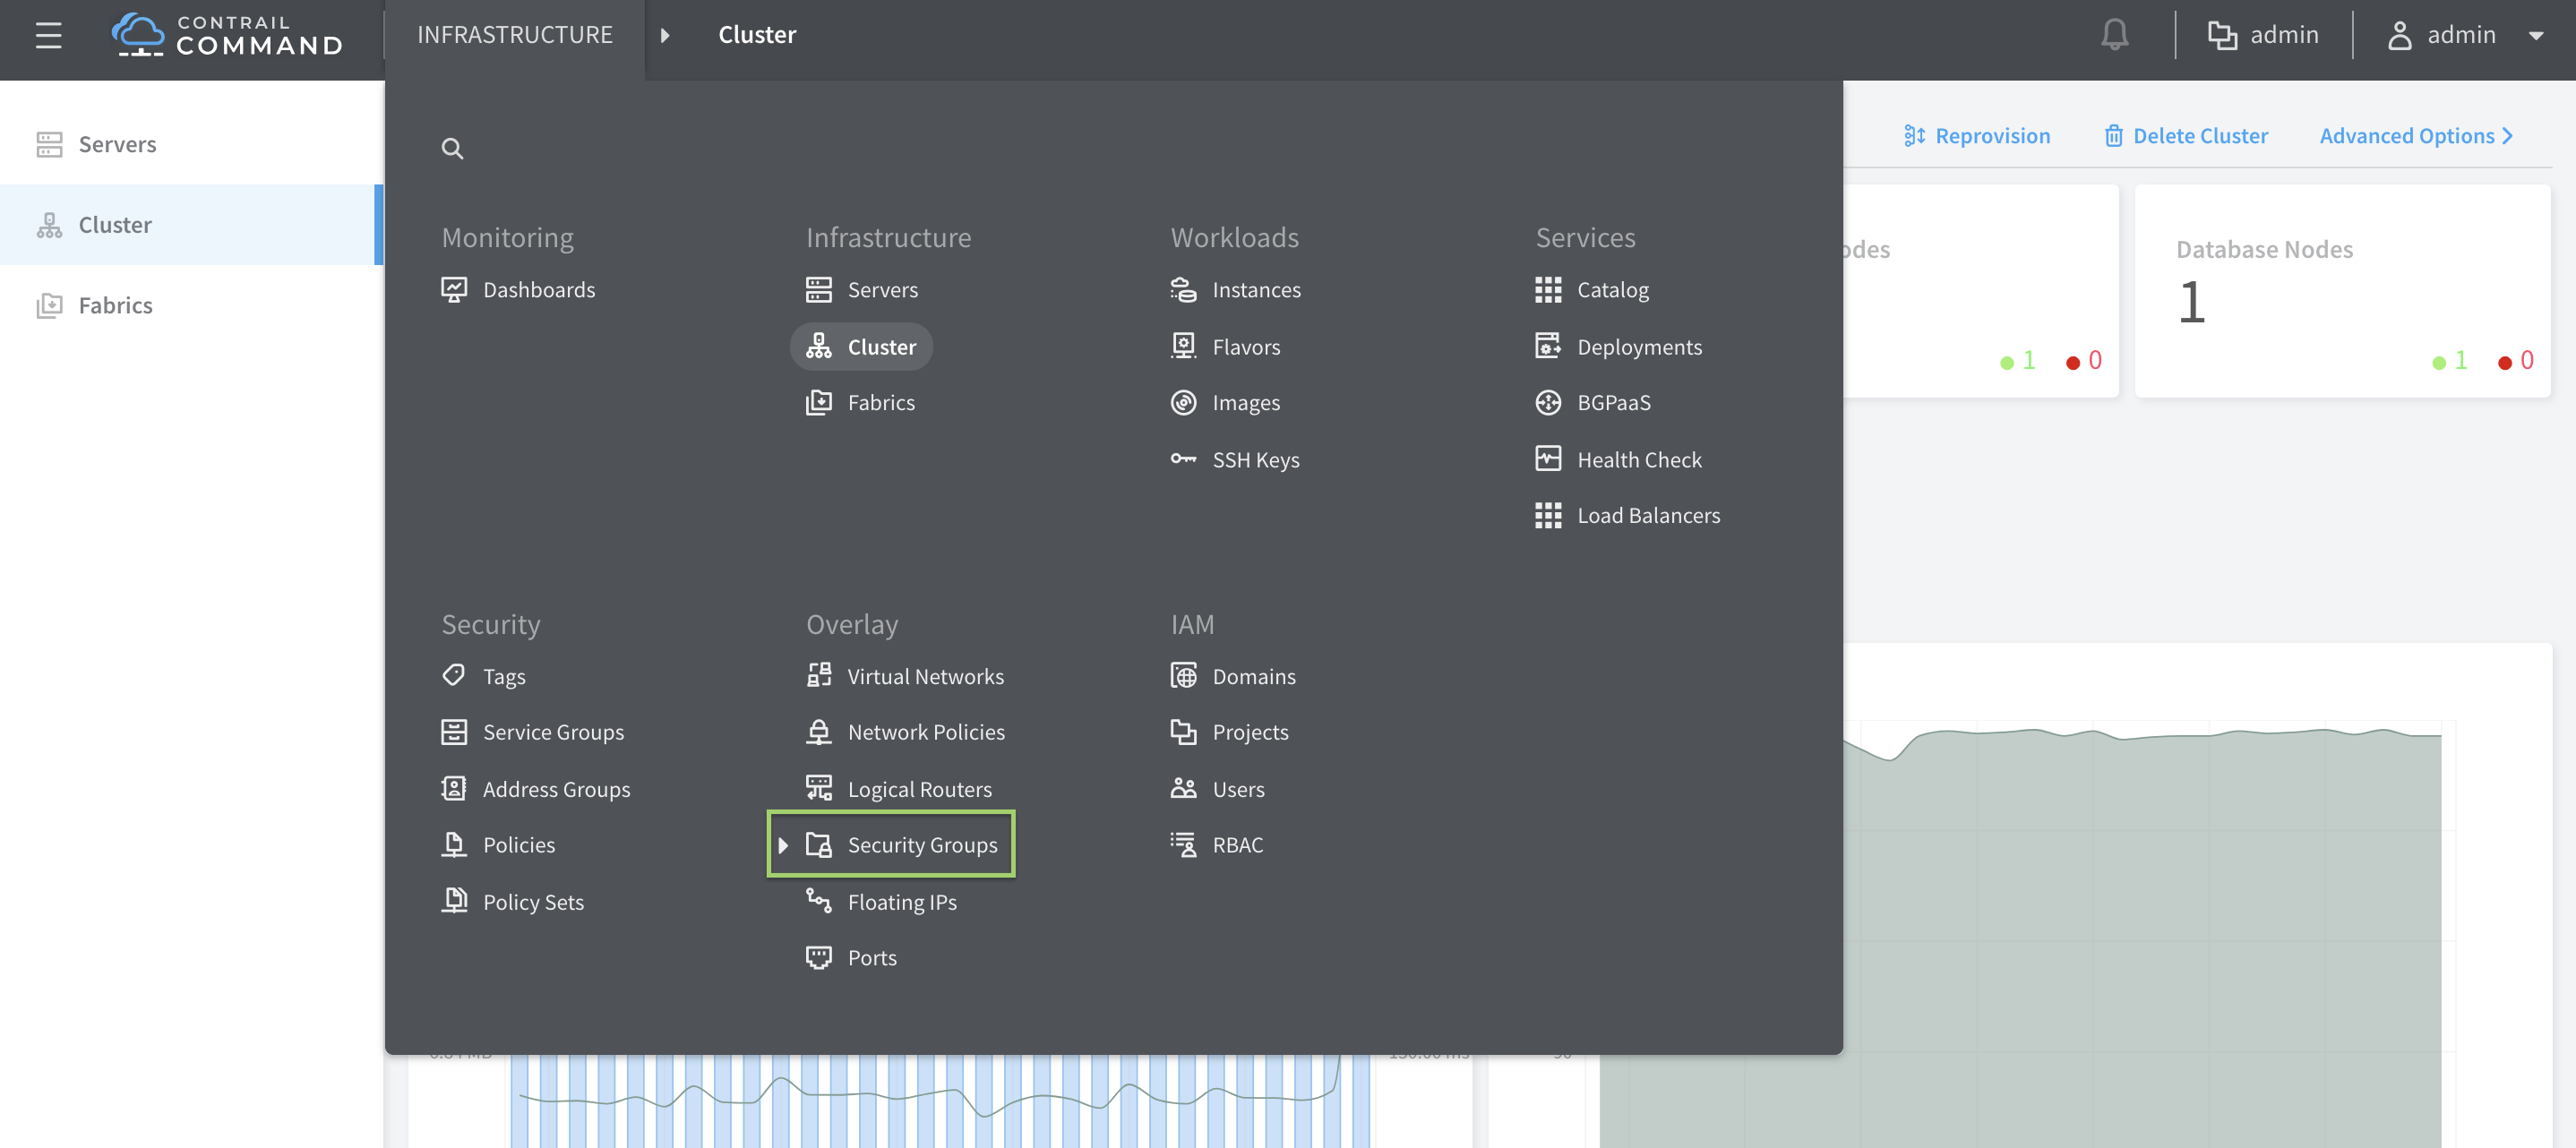 CONTRAIL
COMMAND
INFRASTRUCTURE
Cluster
admin
admin
Servers
Cluster
Fabrics
Reprovision
Delete Cluster
Advanced Options
odes
1
0
Database Nodes
1
1
0
Monitoring
Dashboards
Infrastructure
Servers
Cluster
Fabrics
Workloads
Instances
Flavors
Images
SSH Keys
Services
Catalog
Deployments
BGPaaS
Health Check
Load Balancers
Security
Tags
Service Groups
Address Groups
Policies
Policy Sets
Overlay
Virtual Networks
Network Policies
Logical Routers
Security Groups
Floating IPs
Ports
IAM
Domains
Projects
Users
RBAC